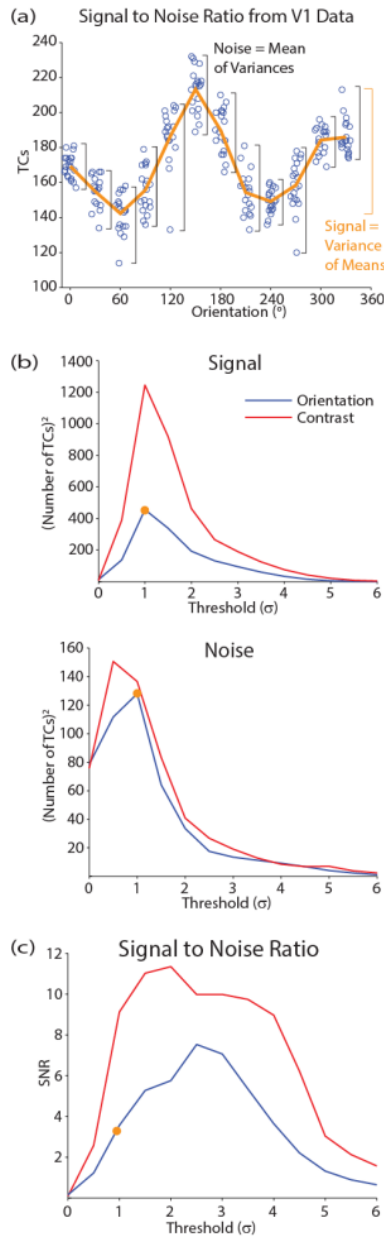 (a) Signal to Noise Ratio from V1 Data
240
220
200
180
160
140
120
100
TCs
Noise = Mean
of Variances
Signal =
Variance
of Means
0 60 120 180 240 300 360
Orientation (º)
(b) Signal
1400
1200
1000
800
600
400
200
(Number of TCs)²
Orientation
Contrast
0 1 2 3 4 5 6
Threshold (σ)
Noise
160
140
120
100
80
60
40
20
(Number of TCs)²
0 1 2 3 4 5 6
Threshold (σ)
(c) Signal to Noise Ratio
12
10
8
6
4
2
SNR
0 1 2 3 4 5 6
Threshold (σ)